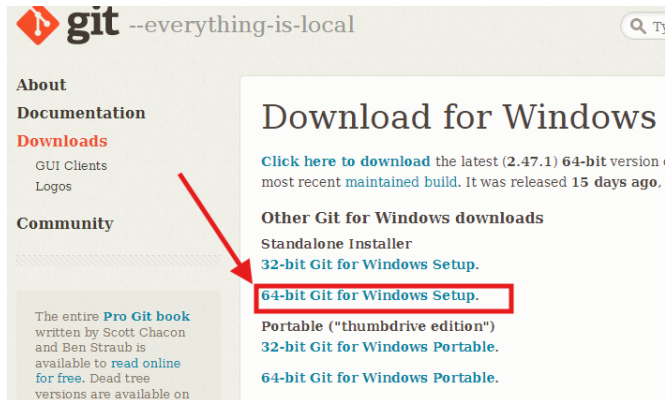 git --everything-is-local
About
Documentation
Downloads
GUI Clients
Logos
Community
The entire Pro Git book
written by Scott Chacon
and Ben Straub is
available to read online
for free. Dead tree
versions are available on
Download for Windows
Click here to download the latest (2.47.1) 64-bit version
most recent maintained build. It was released 15 days ago,
Other Git for Windows downloads
Standalone Installer
32-bit Git for Windows Setup.
64-bit Git for Windows Setup.
Portable ("thumbdrive edition")
32-bit Git for Windows Portable.
64-bit Git for Windows Portable.